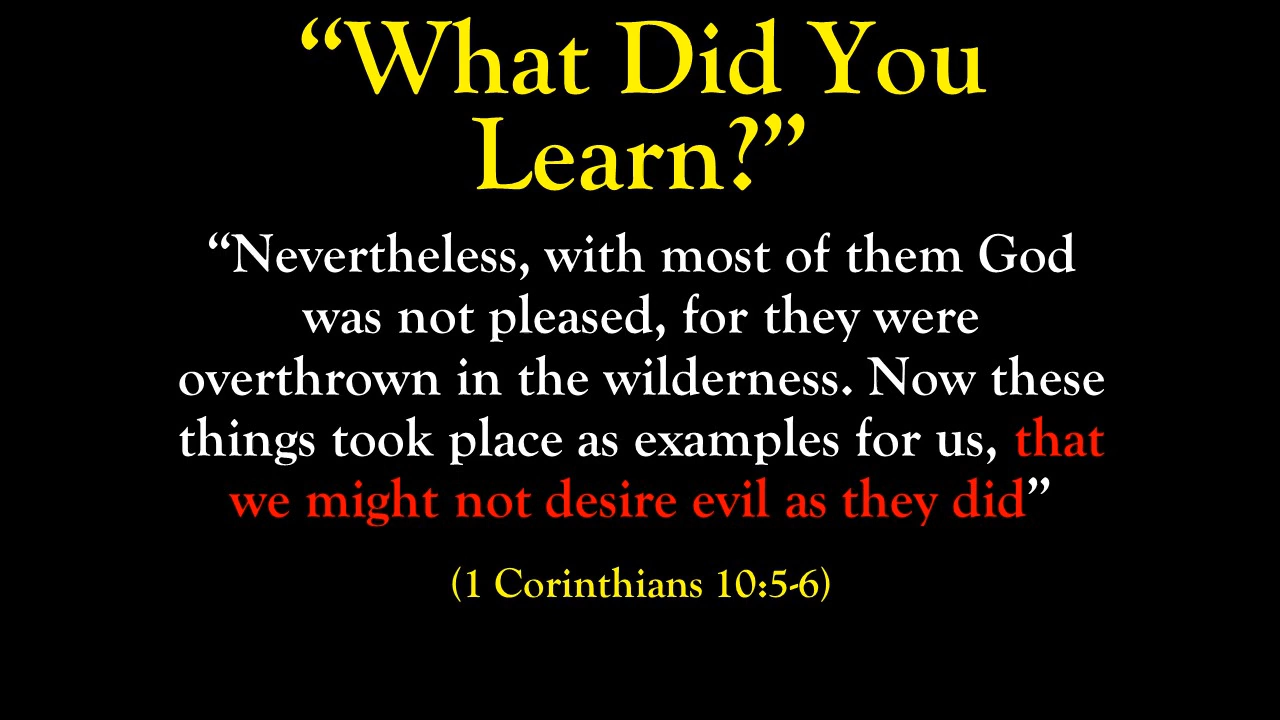 “What Did You
Learn?”
“Nevertheless, with most of them God
was not pleased, for they were
overthrown in the wilderness. Now these
things took place as examples for us, that
we might not desire evil as they did”
(1 Corinthians 10:5-6)